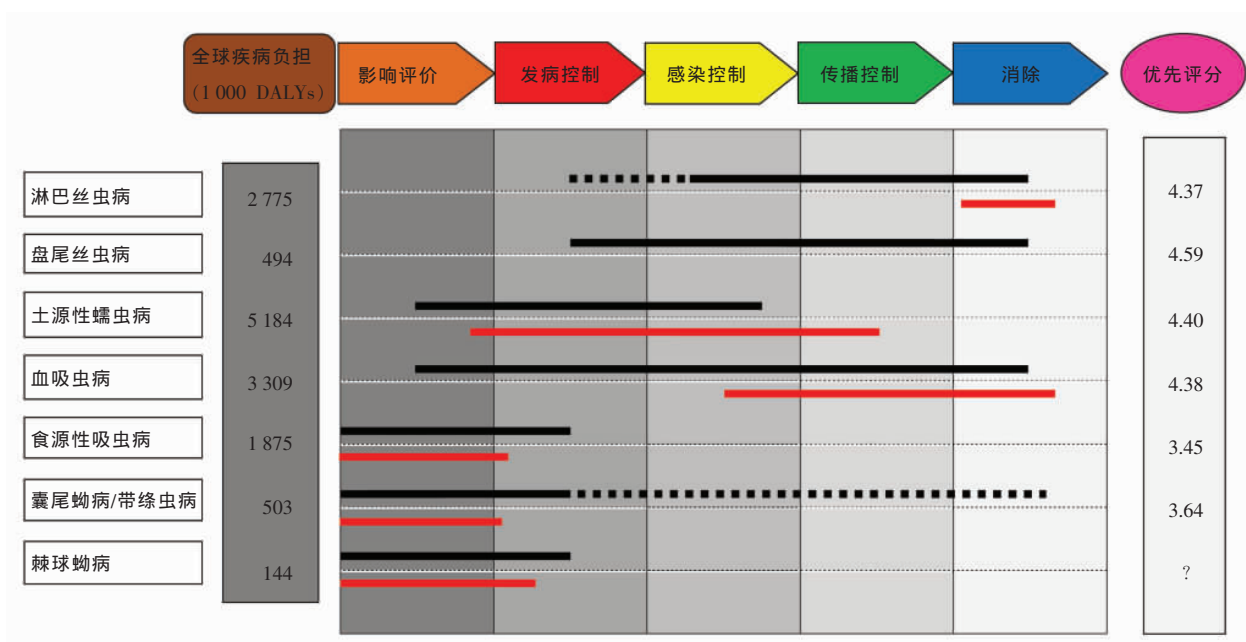 全球疾病负担
(1 000 DALYs)
影响评价
发病控制
感染控制
传播控制
消除
优先评分
淋巴丝虫病
2 775
4.37
盘尾丝虫病
494
4.59
土源性蠕虫病
5 184
4.40
血吸虫病
3 309
4.38
食源性吸虫病
1 875
3.45
囊尾蚴病/带绦虫病
503
3.64
棘球蚴病
144
?